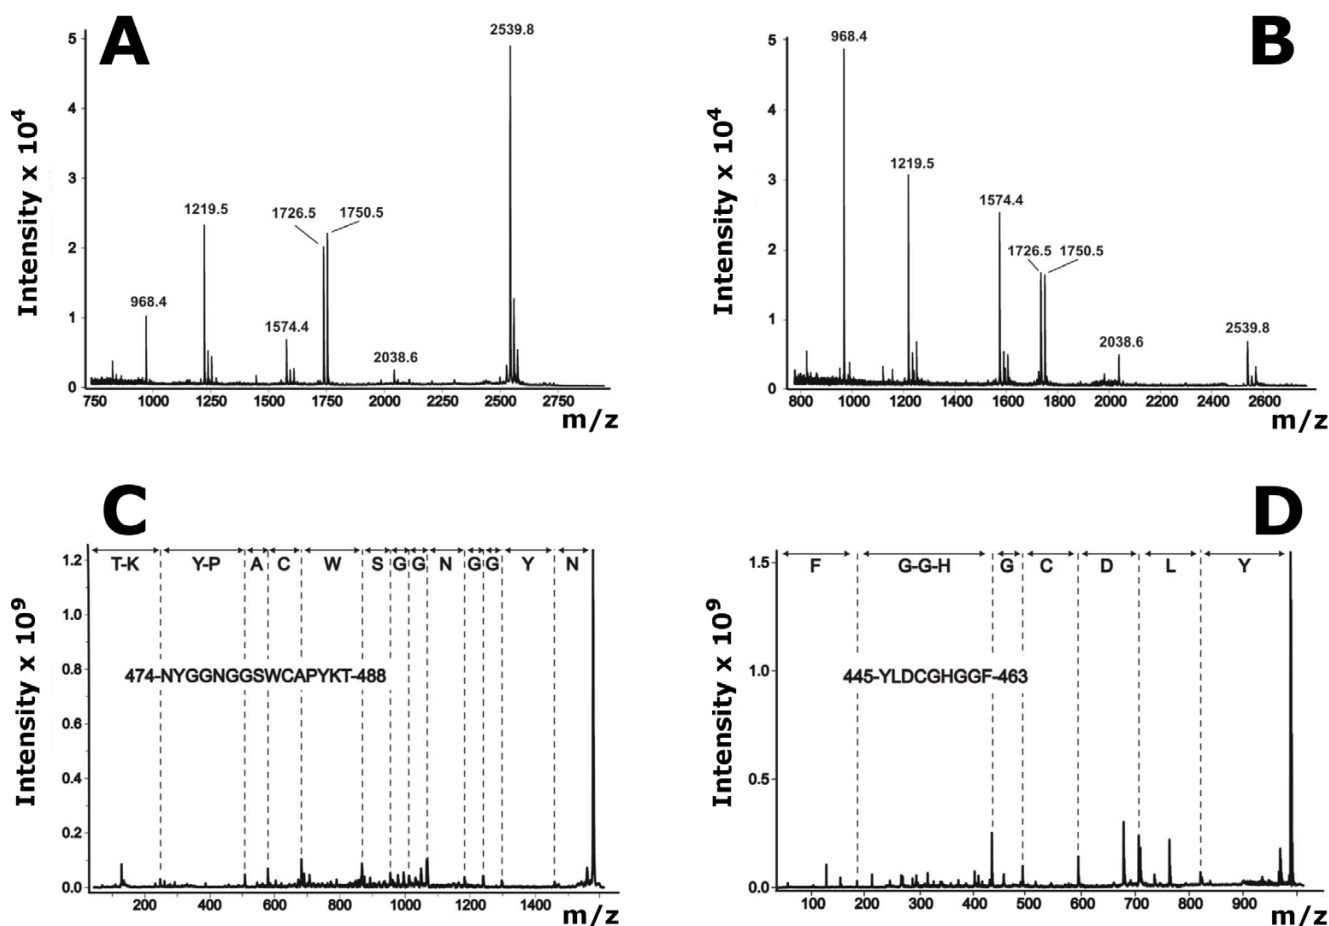 A
Intensity x 10⁴
5
4
3
2
1
0
968.4
1219.5
1574.4
1726.5
1750.5
2038.6
2539.8
750 1000 1250 1500 1750 2000 2250 2500
m/z
B
Intensity x 10⁴
5
4
3
2
1
0
968.4
1219.5
1574.4
1726.5 1750.5
2038.6
2539.8
800 1000 1200 1400 1600 1800 2000 2200 2400 2600
m/z
C
Intensity x 10⁹
1.2
1.0
0.8
0.6
0.4
0.2
0.0
T-K Y-P A C W S G G N G G Y N
474-NYGGNGGSWCAPYKT-488
200 400 600 800 1000 1200 1400
m/z
D
Intensity x 10⁹
1.5
1.0
0.5
0.0
F G-G-H G C D L Y
445-YLDCGHGGF-463
100 200 300 400 500 600 700 800 900
m/z